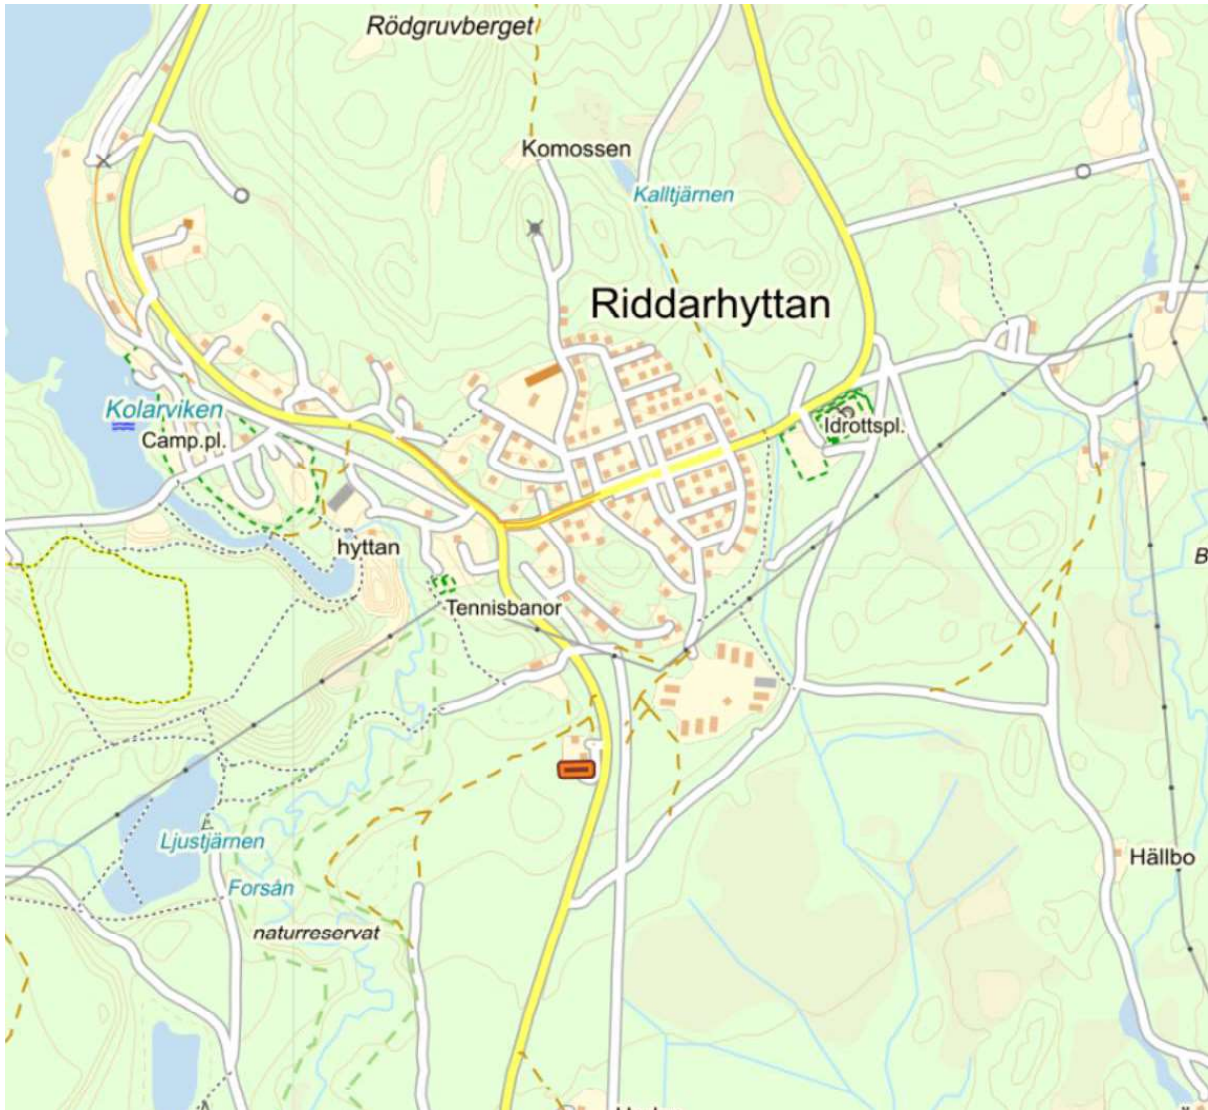 Rödgruvberget
Komossen
Kalltjärnen
Riddarhyttan
Kolarviken
Camp.pl.
Idrottspl.
hyttan
B
Tennisbanor
Ljustjärnen
Hällbo
Forsån
naturreservat